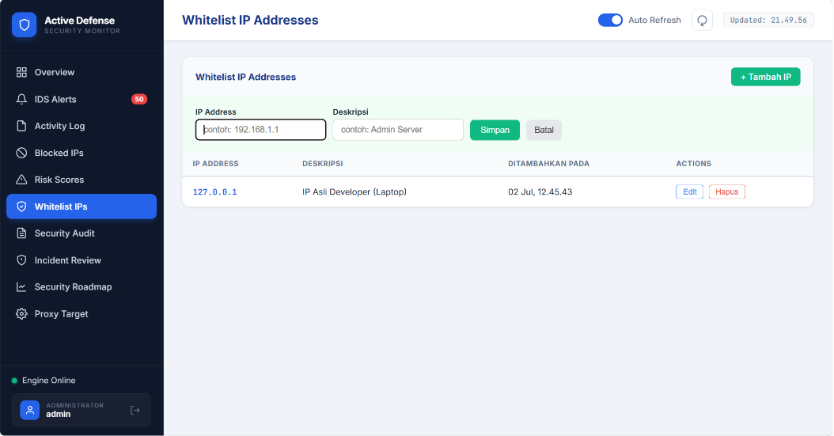 Active Defense
SECURITY MONITOR
Overview
IDS Alerts 50
Activity Log
Blocked IPs
Risk Scores
Whitelist IPs
Security Audit
Incident Review
Security Roadmap
Proxy Target
Engine Online
ADMINISTRATOR
admin
Whitelist IP Addresses
Auto Refresh
Updated: 21.49.56
Whitelist IP Addresses
+ Tambah IP
IP Address Deskripsi
contoh: 192.168.1.1 contoh: Admin Server Simpan Batal
IP ADDRESS DESKRIPSI DITAMBAHKAN PADA ACTIONS
127.0.0.1 IP Asli Developer (Laptop) 02 Jul, 12.45.43 Edit Hapus